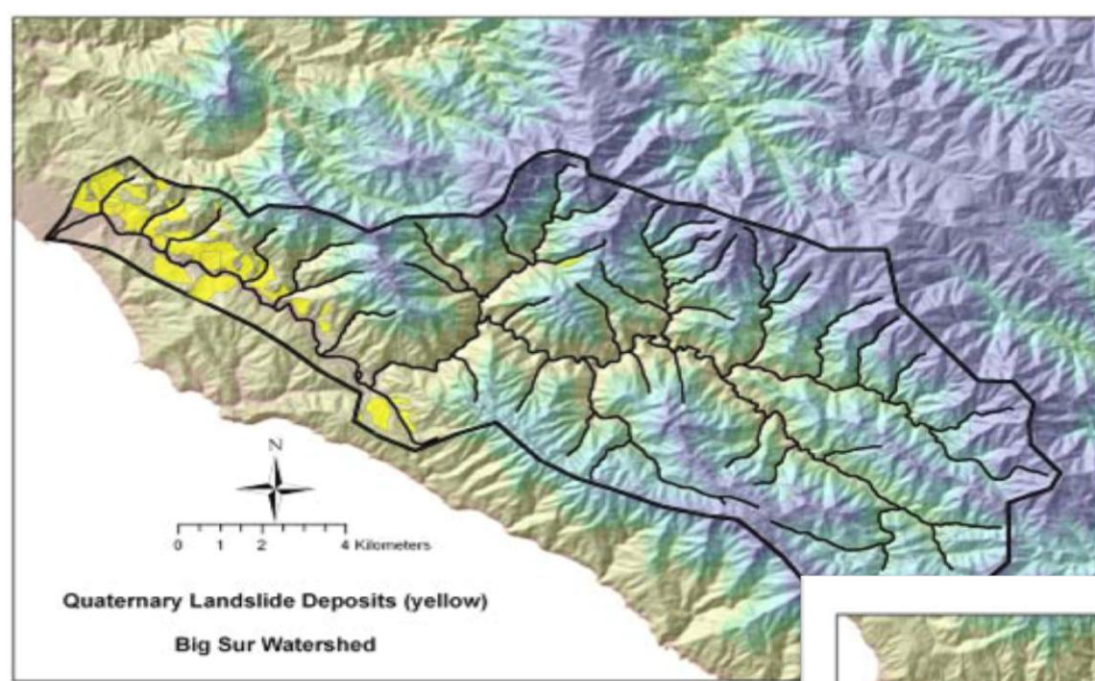 N
0 1 2 4 Kilometers
Quaternary Landslide Deposits (yellow)
Big Sur Watershed